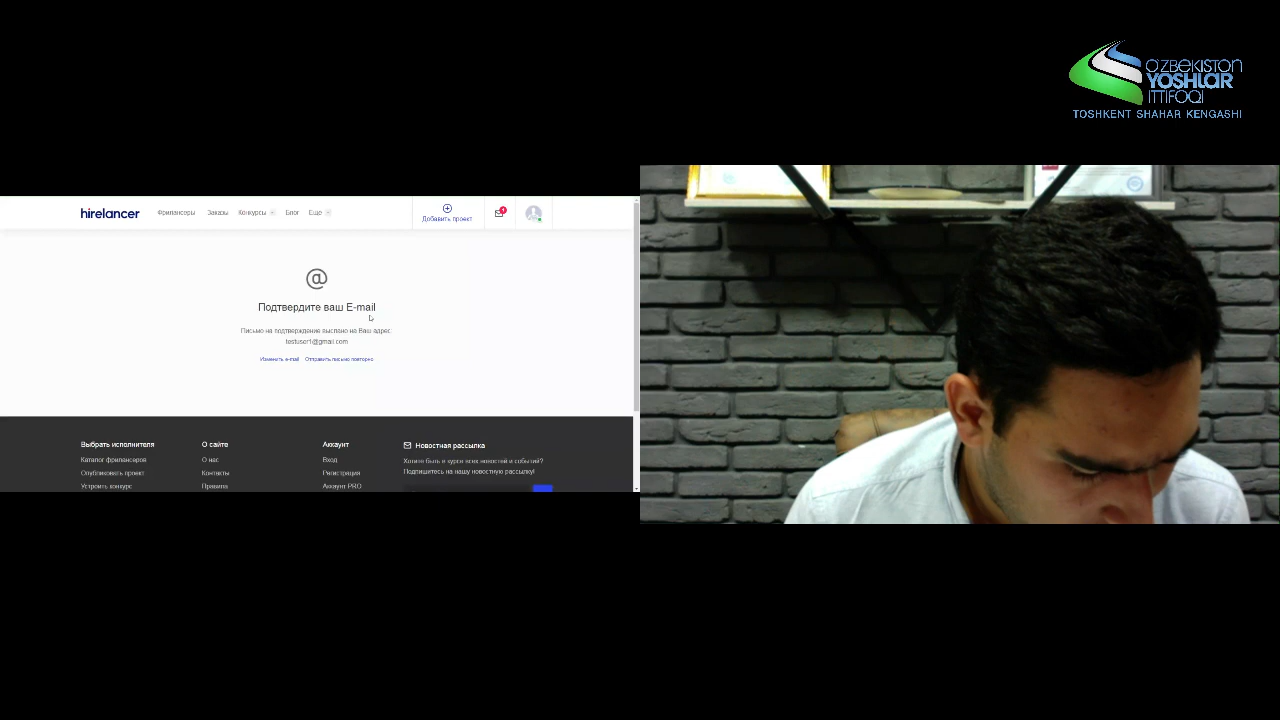 O'ZBEKISTON
YOSHLAR
ITTIFOQI
TOSHKENT SHAHAR KENGASHI
hirelancer
Фрилансеры Заказы Конкурсы Блог Еще
Добавить проект
@
Подтвердите ваш E-mail
Письмо на подтверждение выслано на Ваш адрес
testuser1@gmail.com
Изменить e-mail Отправить письмо повторно
Выбрать исполнителя
Каталог фрилансеров
Опубликовать проект
Устроить конкурс
О сайте
О нас
Контакты
Правила
Аккаунт
Вход
Регистрация
Аккаунт PRO
Новостная рассылка
Хотите быть в курсе всех новостей и событий?
Подпишитесь на нашу новостную рассылку!